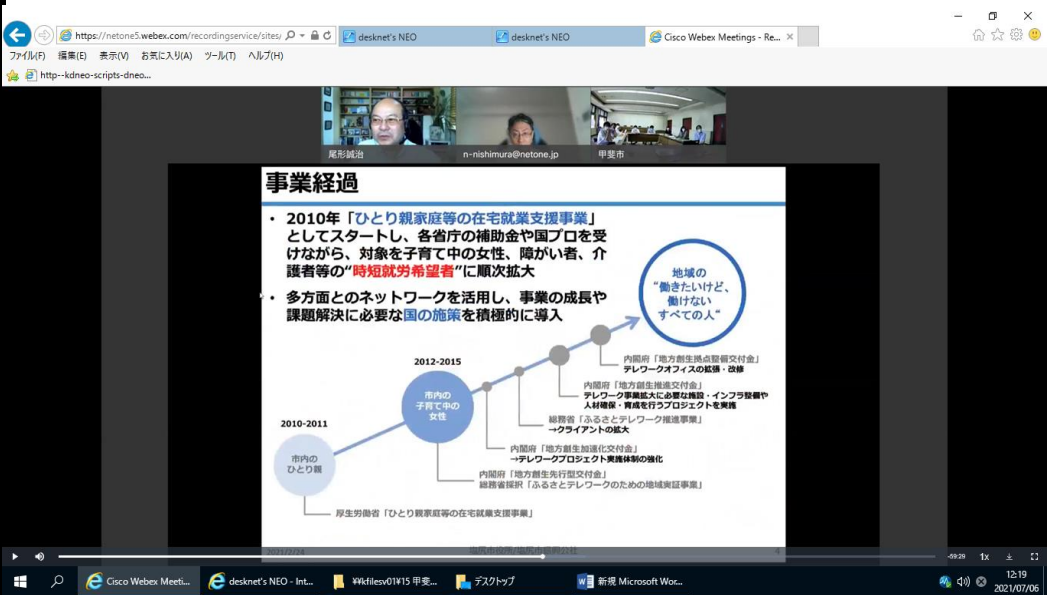 https://netone5.webex.com/recordingservice/sites/
desknet's NEO
desknet's NEO
Cisco Webex Meetings - Re...
ファイル(F) 編集(E) 表示(V) お気に入り(A) ツール(T) ヘルプ(H)
http--kdneo-scripts-dneo...
尾形誠治
n-nishimura@netone.jp
甲斐市
事業経過
• 2010年「ひとり親家庭等の在宅就業支援事業」
としてスタートし、各省庁の補助金や国プロを受
けながら、対象を子育て中の女性、障がい者、介
護者等の“時短就労希望者”に順次拡大
• 多方面とのネットワークを活用し、事業の成長や
課題解決に必要な国の施策を積極的に導入
地域の
“働きたいけど、
働けない
すべての人“
内閣府「地方創生拠点整備交付金」
テレワークオフィスの拡張・改修
2012-2015
内閣府「地方創生推進交付金」
テレワーク事業拡大に必要な施設・インフラ整備や
人材確保・育成を行うプロジェクトを実施
市内の
子育て中の
女性
総務省「ふるさとテレワーク推進事業」
→クライアントの拡大
2010-2011
内閣府「地方創生加速化交付金」
→テレワークプロジェクト実施体制の強化
市内の
ひとり親
内閣府「地方創生先行型交付金」
総務省採択「ふるさとテレワークのための地域実証事業」
厚生労働省「ひとり親家庭等の在宅就業支援事業」
2021/2/24
塩尻市役所/塩尻市振興公社
4
-59:29
1x
Cisco Webex Meeti...
desknet's NEO - Int...
¥¥kfilesv01¥15 甲斐...
デスクトップ
新規 Microsoft Wor...
12:19
2021/07/06